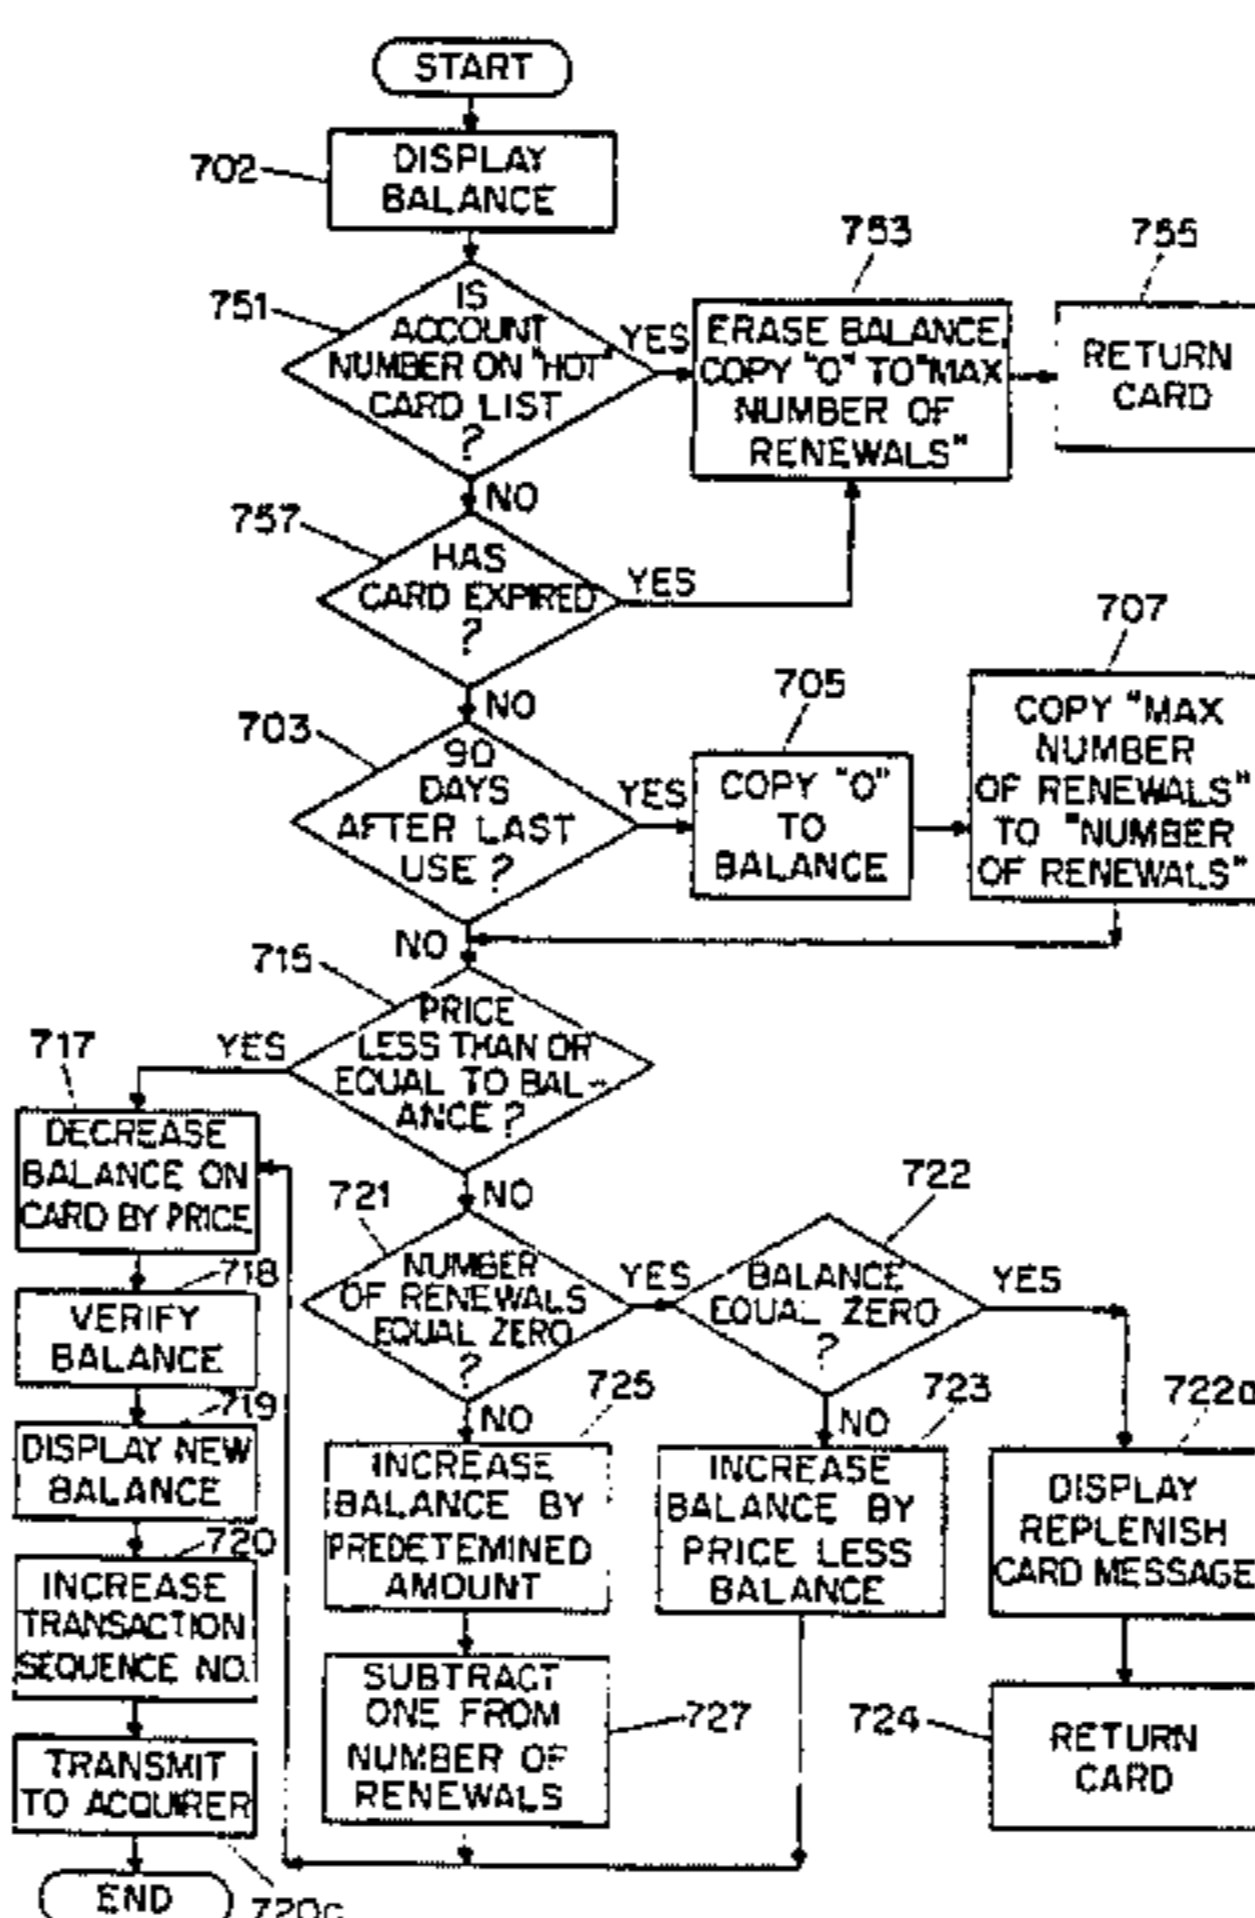 START
702
DISPLAY
BALANCE
751
IS
ACCOUNT
NUMBER ON "HOT"
CARD LIST
?
YES
753
ERASE BALANCE,
COPY "0" TO "MAX
NUMBER OF
RENEWALS"
755
RETURN
CARD
NO
757
HAS
CARD EXPIRED
?
YES
NO
703
90
DAYS
AFTER LAST
USE ?
YES
705
COPY "0"
TO
BALANCE
707
COPY "MAX
NUMBER
OF RENEWALS"
TO "NUMBER
OF RENEWALS"
NO
715
PRICE
LESS THAN OR
EQUAL TO BAL-
ANCE ?
YES
717
DECREASE
BALANCE ON
CARD BY PRICE
718
VERIFY
BALANCE
719
DISPLAY NEW
BALANCE
720
INCREASE
TRANSACTION
SEQUENCE NO.
TRANSMIT
TO ACQUIRER
720a
END
NO
721
NUMBER
OF RENEWALS
EQUAL ZERO
?
YES
722
BALANCE
EQUAL ZERO
?
YES
NO
725
INCREASE
BALANCE BY
PREDETEMINED
AMOUNT
SUBTRACT
ONE FROM
NUMBER OF
RENEWALS
727
NO
723
INCREASE
BALANCE BY
PRICE LESS
BALANCE
722a
DISPLAY
REPLENISH
CARD MESSAGE
724
RETURN
CARD